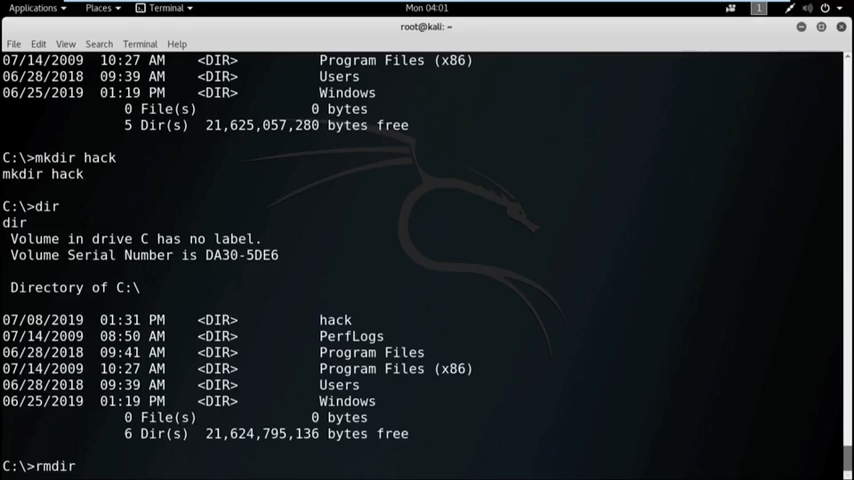 Applications Places Terminal Mon 04:01 1
root@kali: ~
File Edit View Search Terminal Help
07/14/2009 10:27 AM <DIR> Program Files (x86)
06/28/2018 09:39 AM <DIR> Users
06/25/2019 01:19 PM <DIR> Windows
0 File(s) 0 bytes
5 Dir(s) 21,625,057,280 bytes free
C:\>mkdir hack
mkdir hack
C:\>dir
dir
Volume in drive C has no label.
Volume Serial Number is DA30-5DE6
Directory of C:\
07/08/2019 01:31 PM <DIR> hack
07/14/2009 08:50 AM <DIR> PerfLogs
06/28/2018 09:41 AM <DIR> Program Files
07/14/2009 10:27 AM <DIR> Program Files (x86)
06/28/2018 09:39 AM <DIR> Users
06/25/2019 01:19 PM <DIR> Windows
0 File(s) 0 bytes
6 Dir(s) 21,624,795,136 bytes free
C:\>rmdir